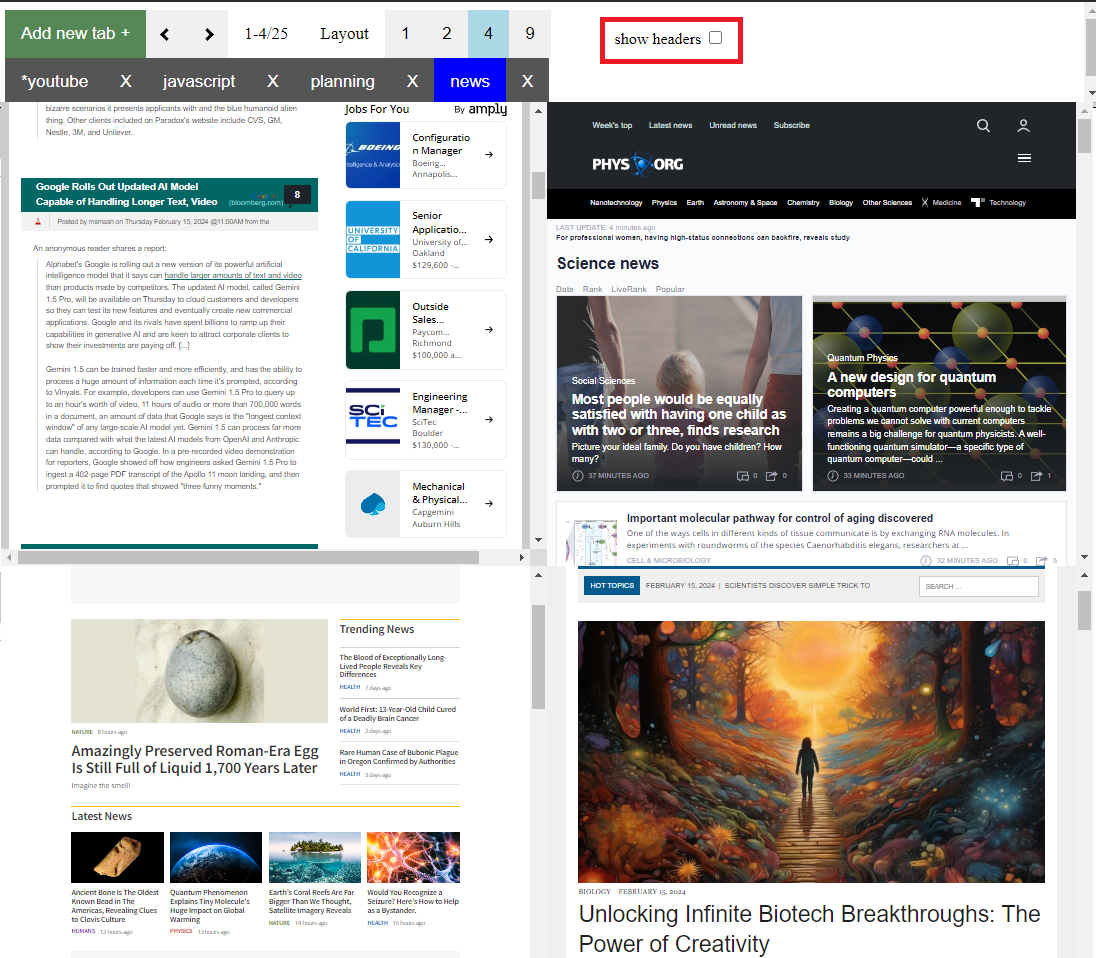 Add new tab +
1-4/25
Layout
1
2
4
9
show headers
*youtube
X
javascript
X
planning
X
news
X
bizarre scenarios it presents applicants with and the blue humanoid alien
thing. Other clients included on Paradox's website include CVS, GM,
Nestle, 3M, and Unilever.
Google Rolls Out Updated AI Model
Capable of Handling Longer Text, Video
(bloomberg.com)
8
Posted by msmash on Thursday February 15, 2024 @11:00AM from the
An anonymous reader shares a report:
Alphabet's Google is rolling out a new version of its powerful artificial
intelligence model that it says can handle larger amounts of text and video
than products made by competitors. The updated AI model, called Gemini
1.5 Pro, will be available on Thursday to cloud customers and developers
so they can test its new features and eventually create new commercial
applications. Google and its rivals have spent billions to ramp up their
capabilities in generative AI and are keen to attract corporate clients to
show their investments are paying off. [...]
Gemini 1.5 can be trained faster and more efficiently, and has the ability to
process a huge amount of information each time it's prompted, according
to Vinyals. For example, developers can use Gemini 1.5 Pro to query up
to an hour's worth of video, 11 hours of audio or more than 700,000 words
in a document, an amount of data that Google says is the "longest context
window" of any large-scale AI model yet. Gemini 1.5 can process far more
data compared with what the latest AI models from OpenAI and Anthropic
can handle, according to Google. In a pre-recorded video demonstration
for reporters, Google showed off how engineers asked Gemini 1.5 Pro to
ingest a 402-page PDF transcript of the Apollo 11 moon landing, and then
prompted it to find quotes that showed "three funny moments."
Jobs For You
By amply
BOEING
Intelligence & Analytics
Configuratio
n Manager
Boeing...
Annapolis...
UNIVERSITY
OF
CALIFORNIA
Senior
Applicatio...
University of...
Oakland
$129,600 -...
Outside
Sales...
Paycom...
Richmond
$100,000 a...
SCi
TEC
Engineering
Manager -...
SciTec
Boulder
$130,000 -...
Mechanical
& Physical...
Capgemini
Auburn Hills
Week's top
Latest news
Unread news
Subscribe
PHYS ORG
Nanotechnology
Physics
Earth
Astronomy & Space
Chemistry
Biology
Other Sciences
Medicine
Technology
LAST UPDATE: 4 minutes ago
For professional women, having high-status connections can backfire, reveals study
Science news
Date
Rank
LiveRank
Popular
Social Sciences
Most people would be equally
satisfied with having one child as
with two or three, finds research
Picture your ideal family. Do you have children? How
many?
37 MINUTES AGO
0
0
Quantum Physics
A new design for quantum
computers
Creating a quantum computer powerful enough to tackle
problems we cannot solve with current computers
remains a big challenge for quantum physicists. A well-
functioning quantum simulator—a specific type of
quantum computer—could ...
33 MINUTES AGO
0
1
Important molecular pathway for control of aging discovered
One of the ways cells in different kinds of tissue communicate is by exchanging RNA molecules. In
experiments with roundworms of the species Caenorhabditis elegans, researchers at ...
CELL & MICROBIOLOGY
32 MINUTES AGO
0
5
NATURE 8 hours ago
Amazingly Preserved Roman-Era Egg
Is Still Full of Liquid 1,700 Years Later
Imagine the smell!
Trending News
The Blood of Exceptionally Long-
Lived People Reveals Key
Differences
HEALTH 7 days ago
World First: 13-Year-Old Child Cured
of a Deadly Brain Cancer
HEALTH 2 days ago
Rare Human Case of Bubonic Plague
in Oregon Confirmed by Authorities
HEALTH 3 days ago
Latest News
Ancient Bone Is The Oldest
Known Bead in The
Americas, Revealing Clues
to Clovis Culture
HUMANS 12 hours ago
Quantum Phenomenon
Explains Tiny Molecule's
Huge Impact on Global
Warming
PHYSICS 13 hours ago
Earth's Coral Reefs Are Far
Bigger Than We Thought,
Satellite Imagery Reveals
NATURE 14 hours ago
Would You Recognize a
Seizure? Here's How to Help
as a Bystander.
HEALTH 15 hours ago
HOT TOPICS
FEBRUARY 15, 2024 | SCIENTISTS DISCOVER SIMPLE TRICK TO
SEARCH ...
BIOLOGY FEBRUARY 15, 2024
Unlocking Infinite Biotech Breakthroughs: The
Power of Creativity